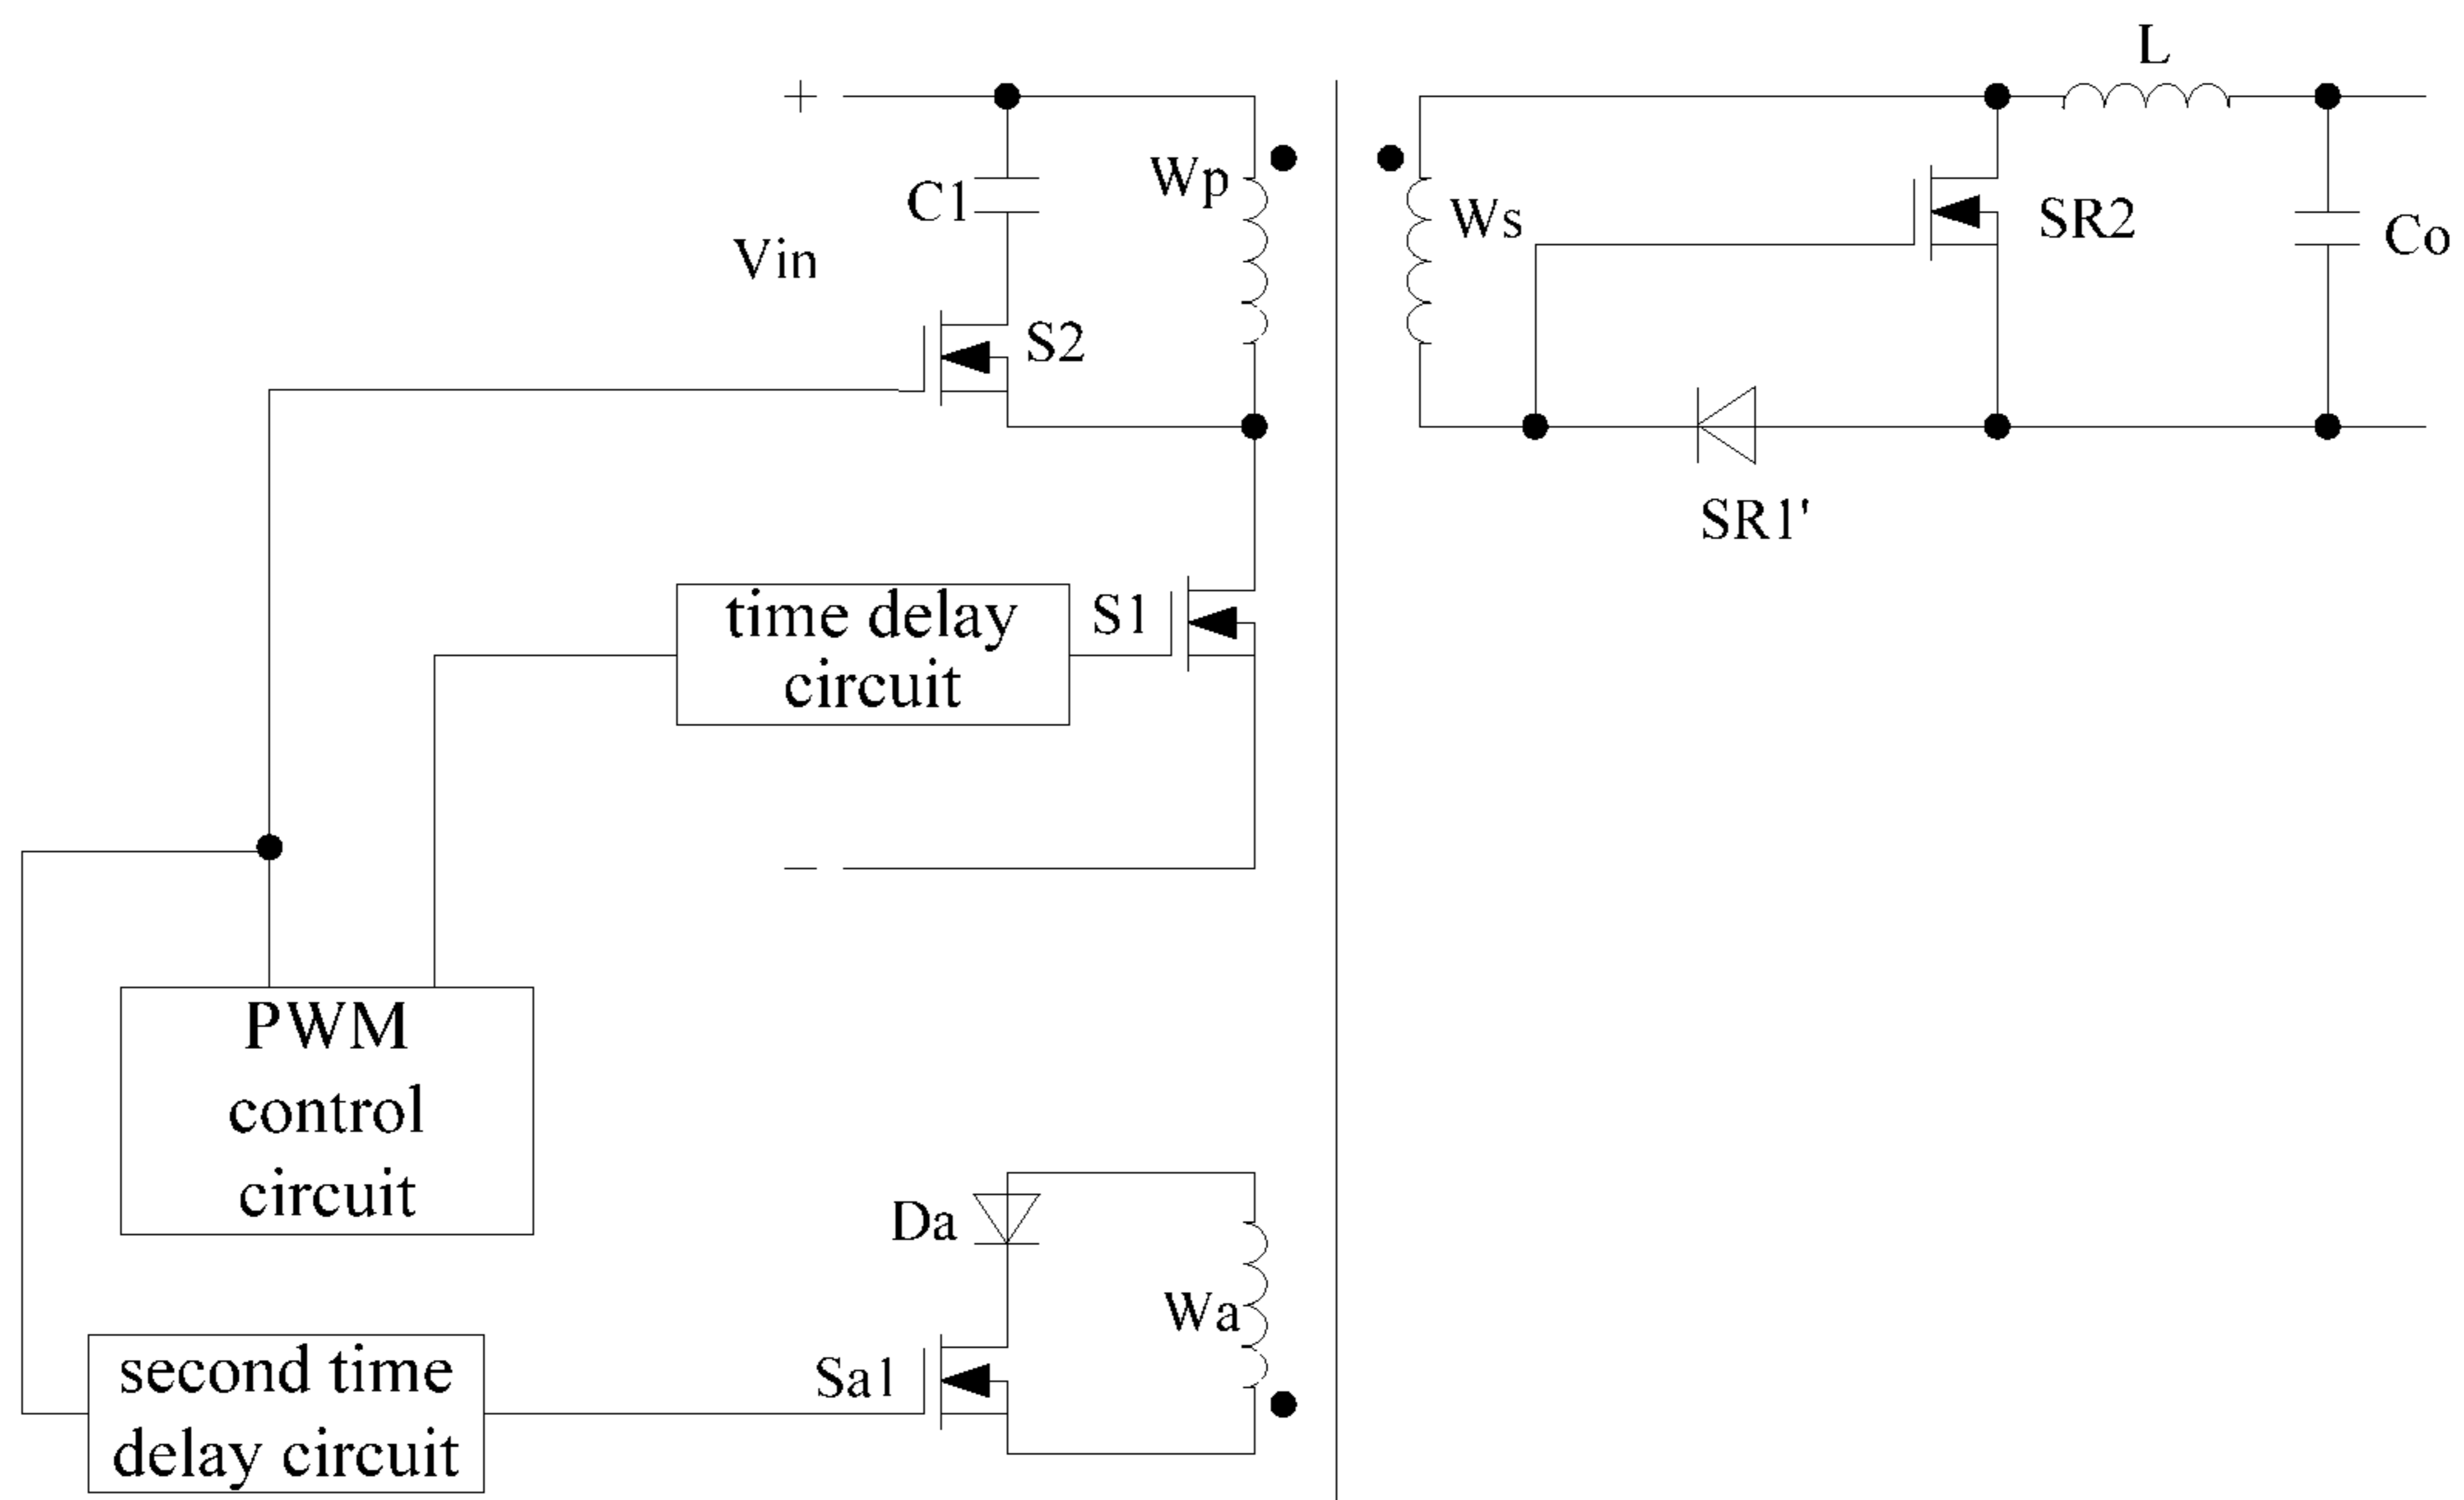 L
+
C1
Wp
Ws
SR2
Co
Vin
S2
SR1'
time delay
circuit
S1
—
PWM
control
circuit
Da
Wa
Sa1
second time
delay circuit